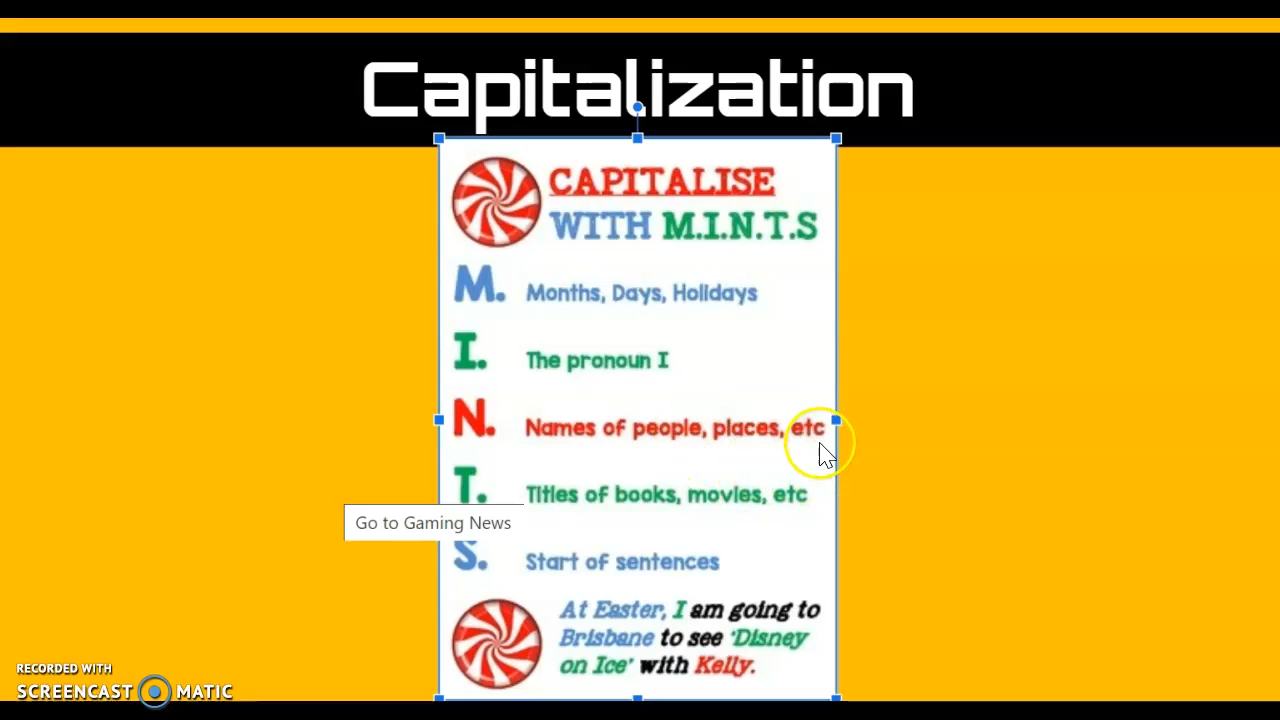 Capitalization
CAPITALISE
WITH M.I.N.T.S
M. Months, Days, Holidays
I. The pronoun I
N. Names of people, places, etc
T. Titles of books, movies, etc
Go to Gaming News
S. Start of sentences
At Easter, I am going to
Brisbane to see 'Disney
on Ice' with Kelly.
RECORDED WITH
SCREENCAST MATIC